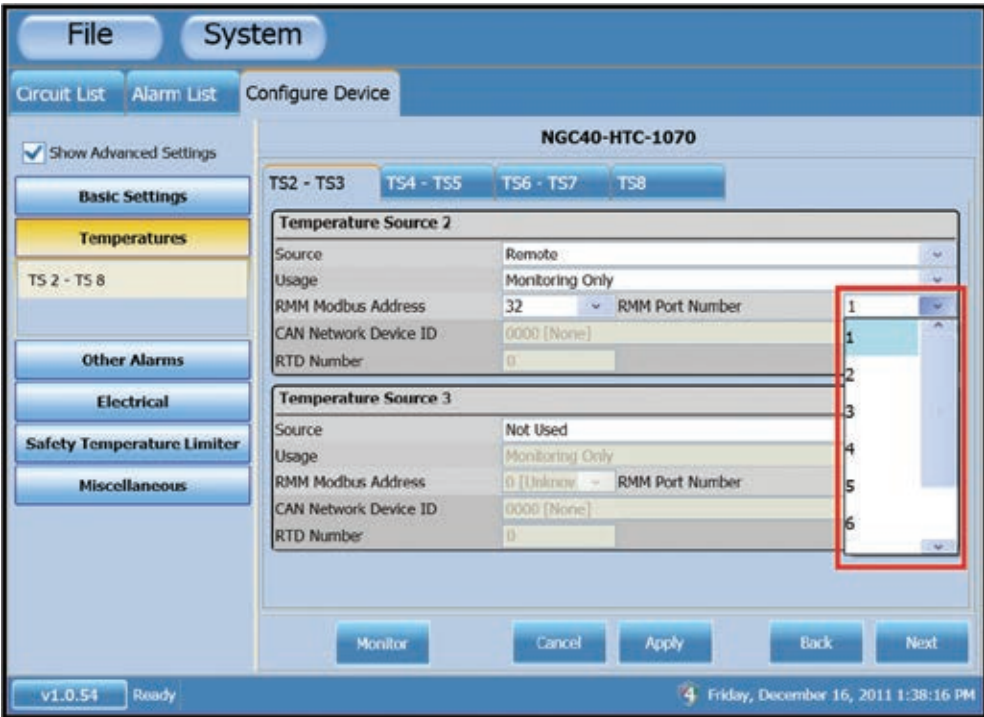 File System
Circuit List Alarm List Configure Device
NGC40-HTC-1070
Show Advanced Settings
Basic Settings
Temperatures
TS 2 - TS 8
Other Alarms
Electrical
Safety Temperature Limiter
Miscellaneous
TS2 - TS3 TS4 - TS5 TS6 - TS7 TS8
Temperature Source 2
Source Remote
Usage Monitoring Only
RMM Modbus Address 32 RMM Port Number 1
CAN Network Device ID 0000 [None]
RTD Number 0
Temperature Source 3
Source Not Used
Usage Monitoring Only
RMM Modbus Address 0 [Unknov RMM Port Number
CAN Network Device ID 0000 [None]
RTD Number 0
1
2
3
4
5
6
Monitor Cancel Apply Back Next
v1.0.54 Ready 4 Friday, December 16, 2011 1:38:16 PM